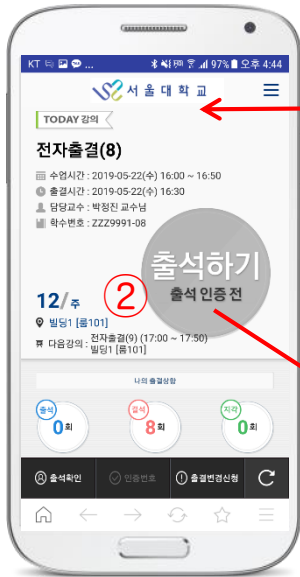 KT ... 97% 오후 4:44
서울대학교
TODAY 강의
전자출결(8)
수업시간 : 2019-05-22(수) 16:00 ~ 16:50
출결시간 : 2019-05-22(수) 16:30
담당교수 : 박정진 교수님
학수번호 : ZZZ9991-08
출석하기
출석 인증 전
12/주
②
빌딩1 [룸101]
다음강의 : 전자출결(9) (17:00 ~ 17:50)
빌딩1 [룸101]
나의 출결상황
출석 결석 지각
0회 8회 0회
출석확인 인증번호 출결변경신청